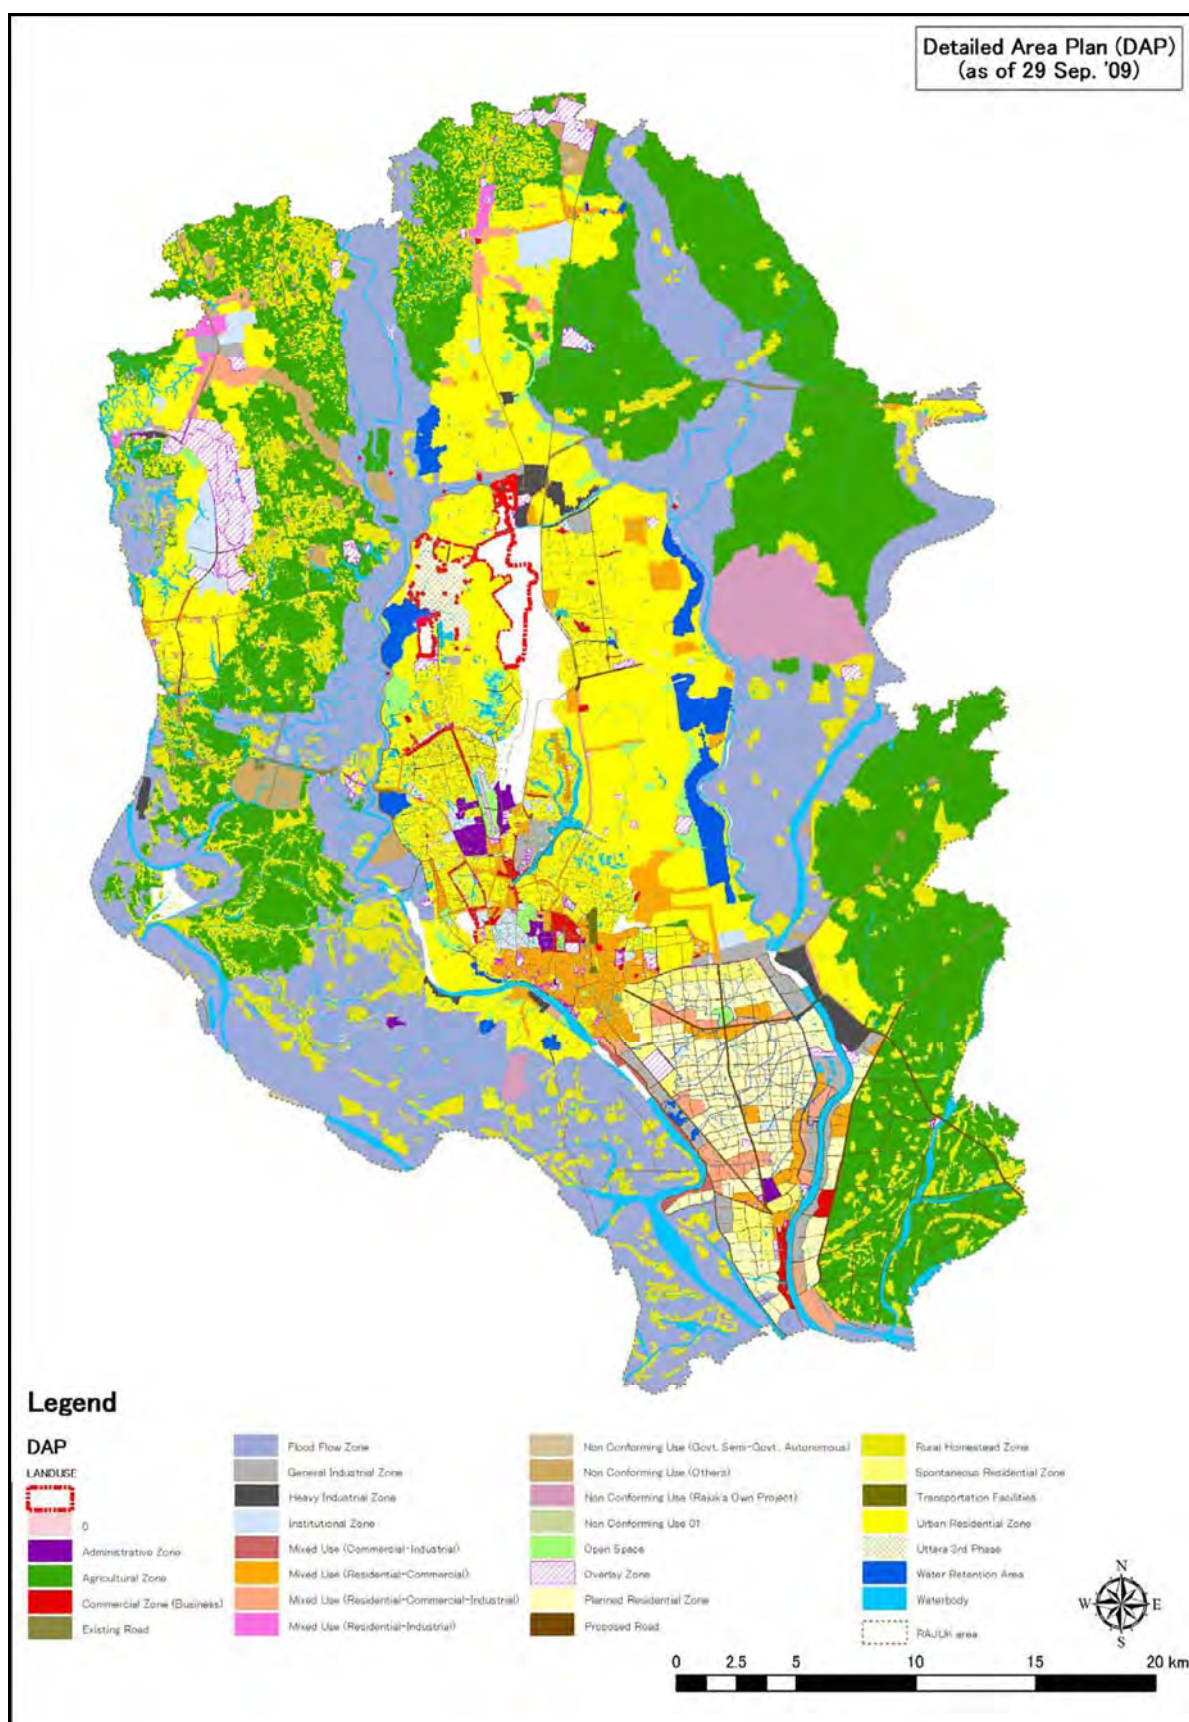 Detailed Area Plan (DAP)
(as of 29 Sep. '09)
Legend
DAP
LANDUSE
0
Administrative Zone
Agricultural Zone
Commercial Zone (Business)
Existing Road
Flood Flow Zone
General Industrial Zone
Heavy Industrial Zone
Institutional Zone
Mixed Use (Commercial-Industrial)
Mixed Use (Residential-Commercial)
Mixed Use (Residential-Commercial-Industrial)
Mixed Use (Residential-Industrial)
Non Conforming Use (Govt. Semi-Govt., Autonomous)
Non Conforming Use (Others)
Non Conforming Use (Rajuk's Own Project)
Non Conforming Use 01
Open Space
Overlay Zone
Planned Residential Zone
Proposed Road
Rural Homestead Zone
Spontaneous Residential Zone
Transportation Facilities
Urban Residential Zone
Uttara 3rd Phase
Water Retention Area
Waterbody
RAJUK area
N
W E
S
0 2.5 5 10 15 20 km